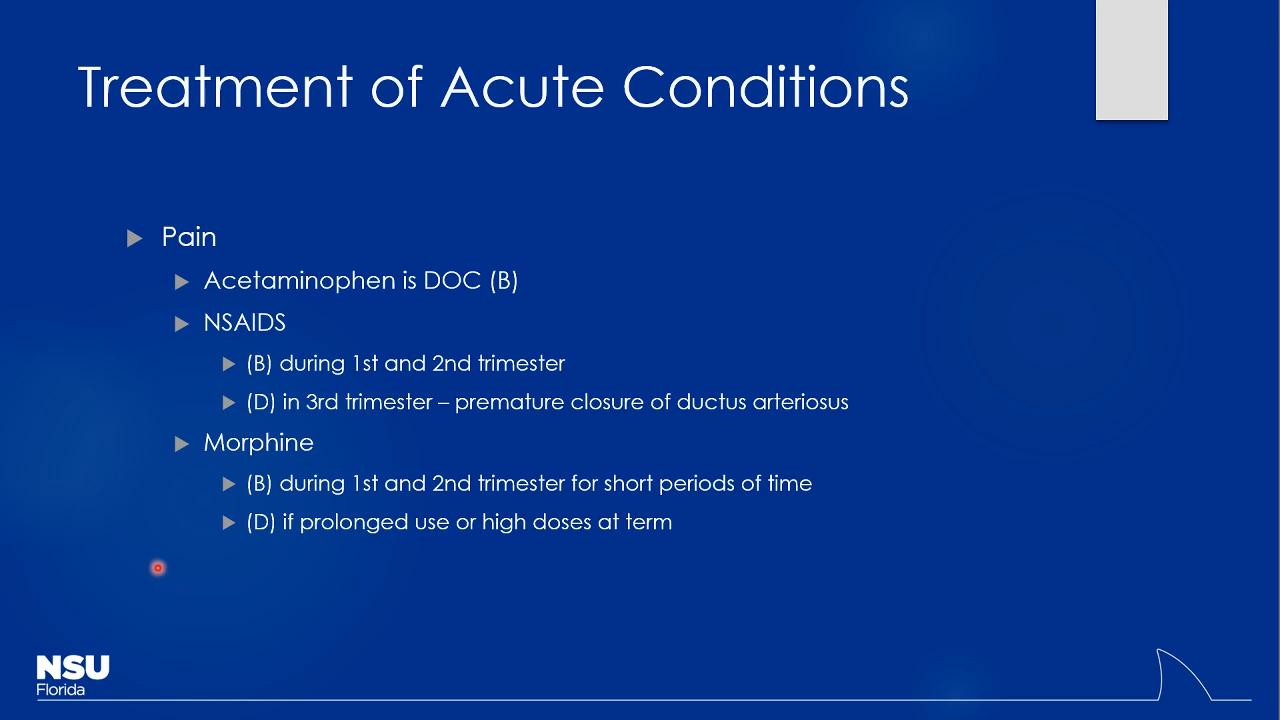 Treatment of Acute Conditions
Pain
Acetaminophen is DOC (B)
NSAIDS
(B) during 1st and 2nd trimester
(D) in 3rd trimester – premature closure of ductus arteriosus
Morphine
(B) during 1st and 2nd trimester for short periods of time
(D) if prolonged use or high doses at term
NSU
Florida